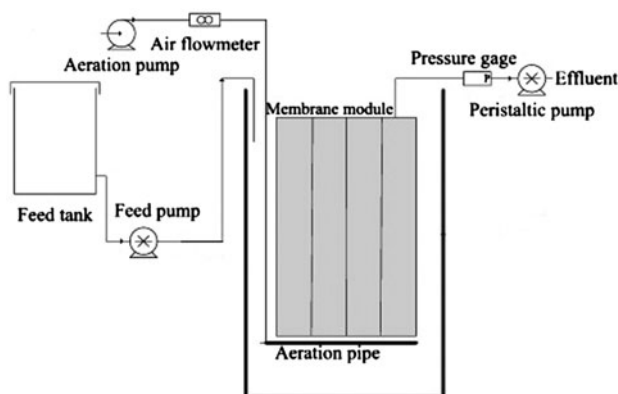 Air flowmeter
Aeration pump
Pressure gage
P
Effluent
Peristaltic pump
Membrane module
Feed tank
Feed pump
Aeration pipe